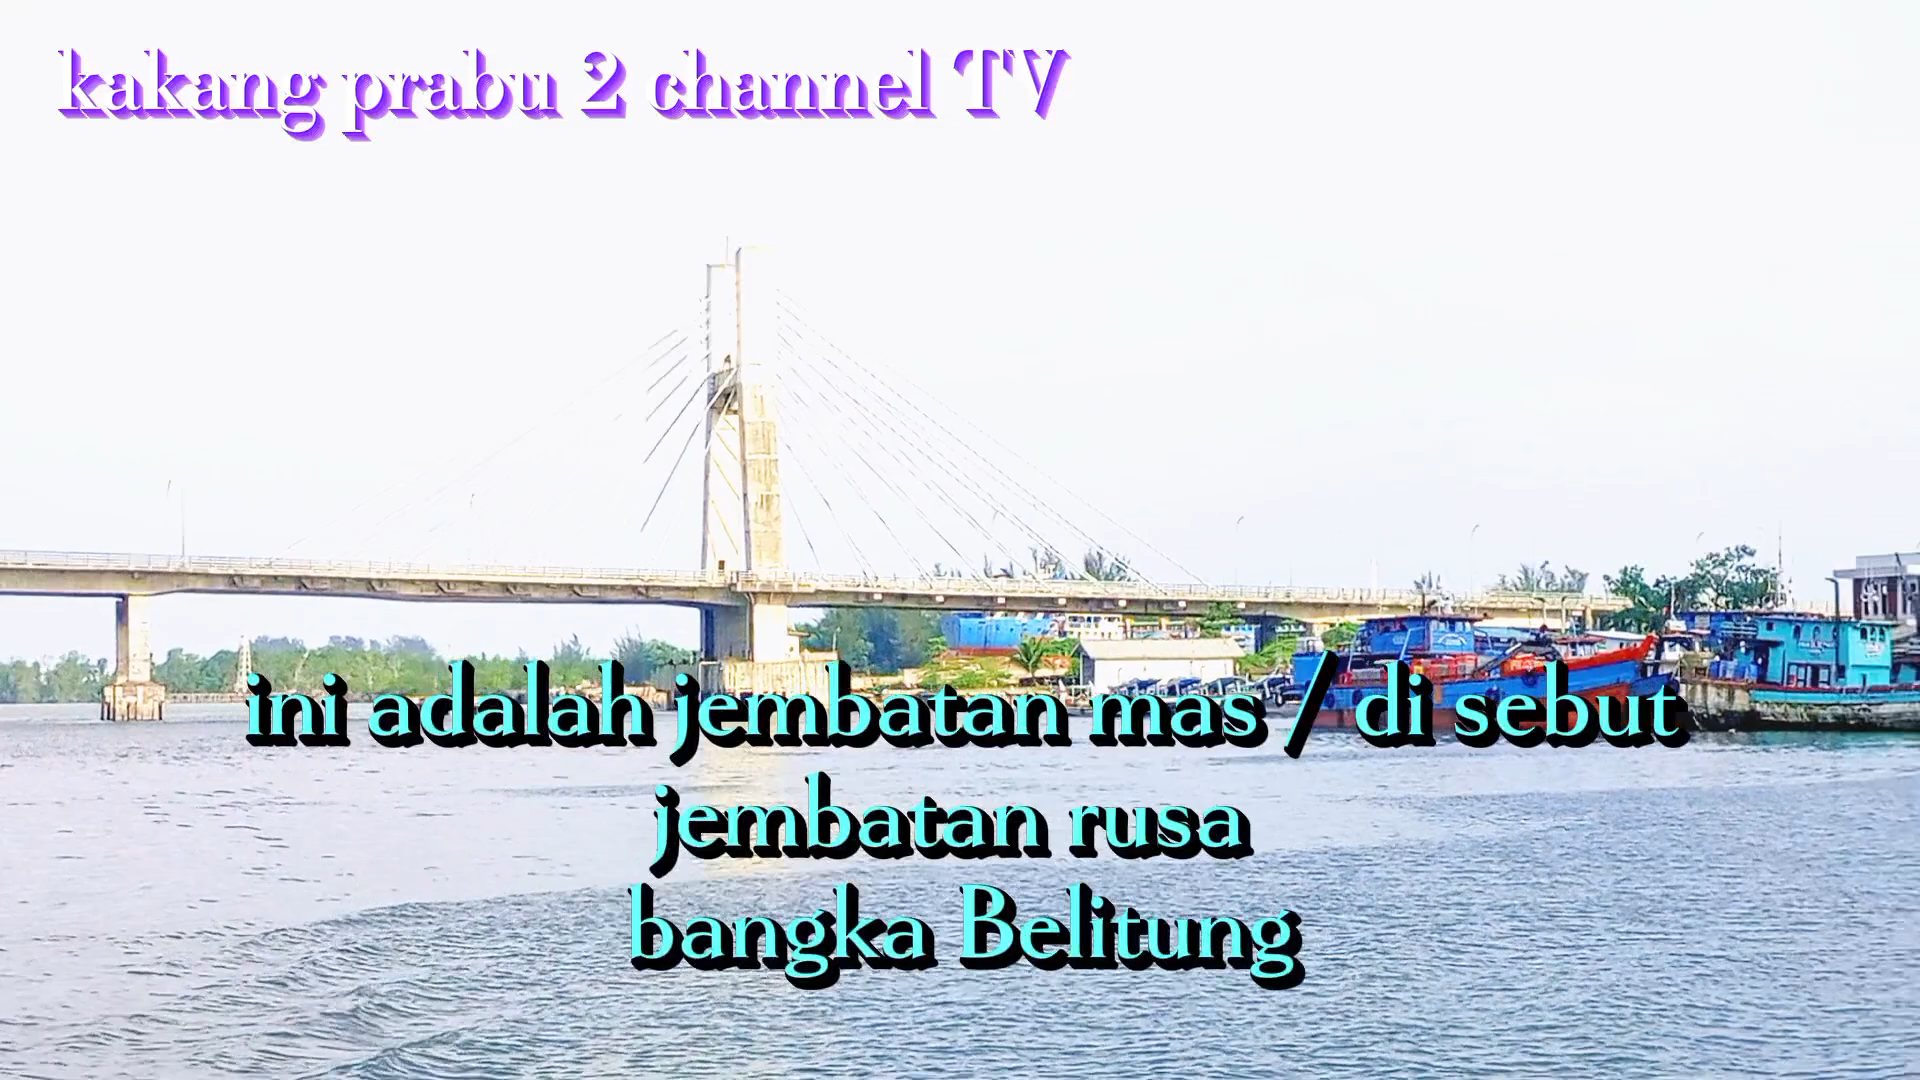 kakang prabu 2 channel TV
ini adalah jembatan mas / di sebut
jembatan rusa
bangka Belitung